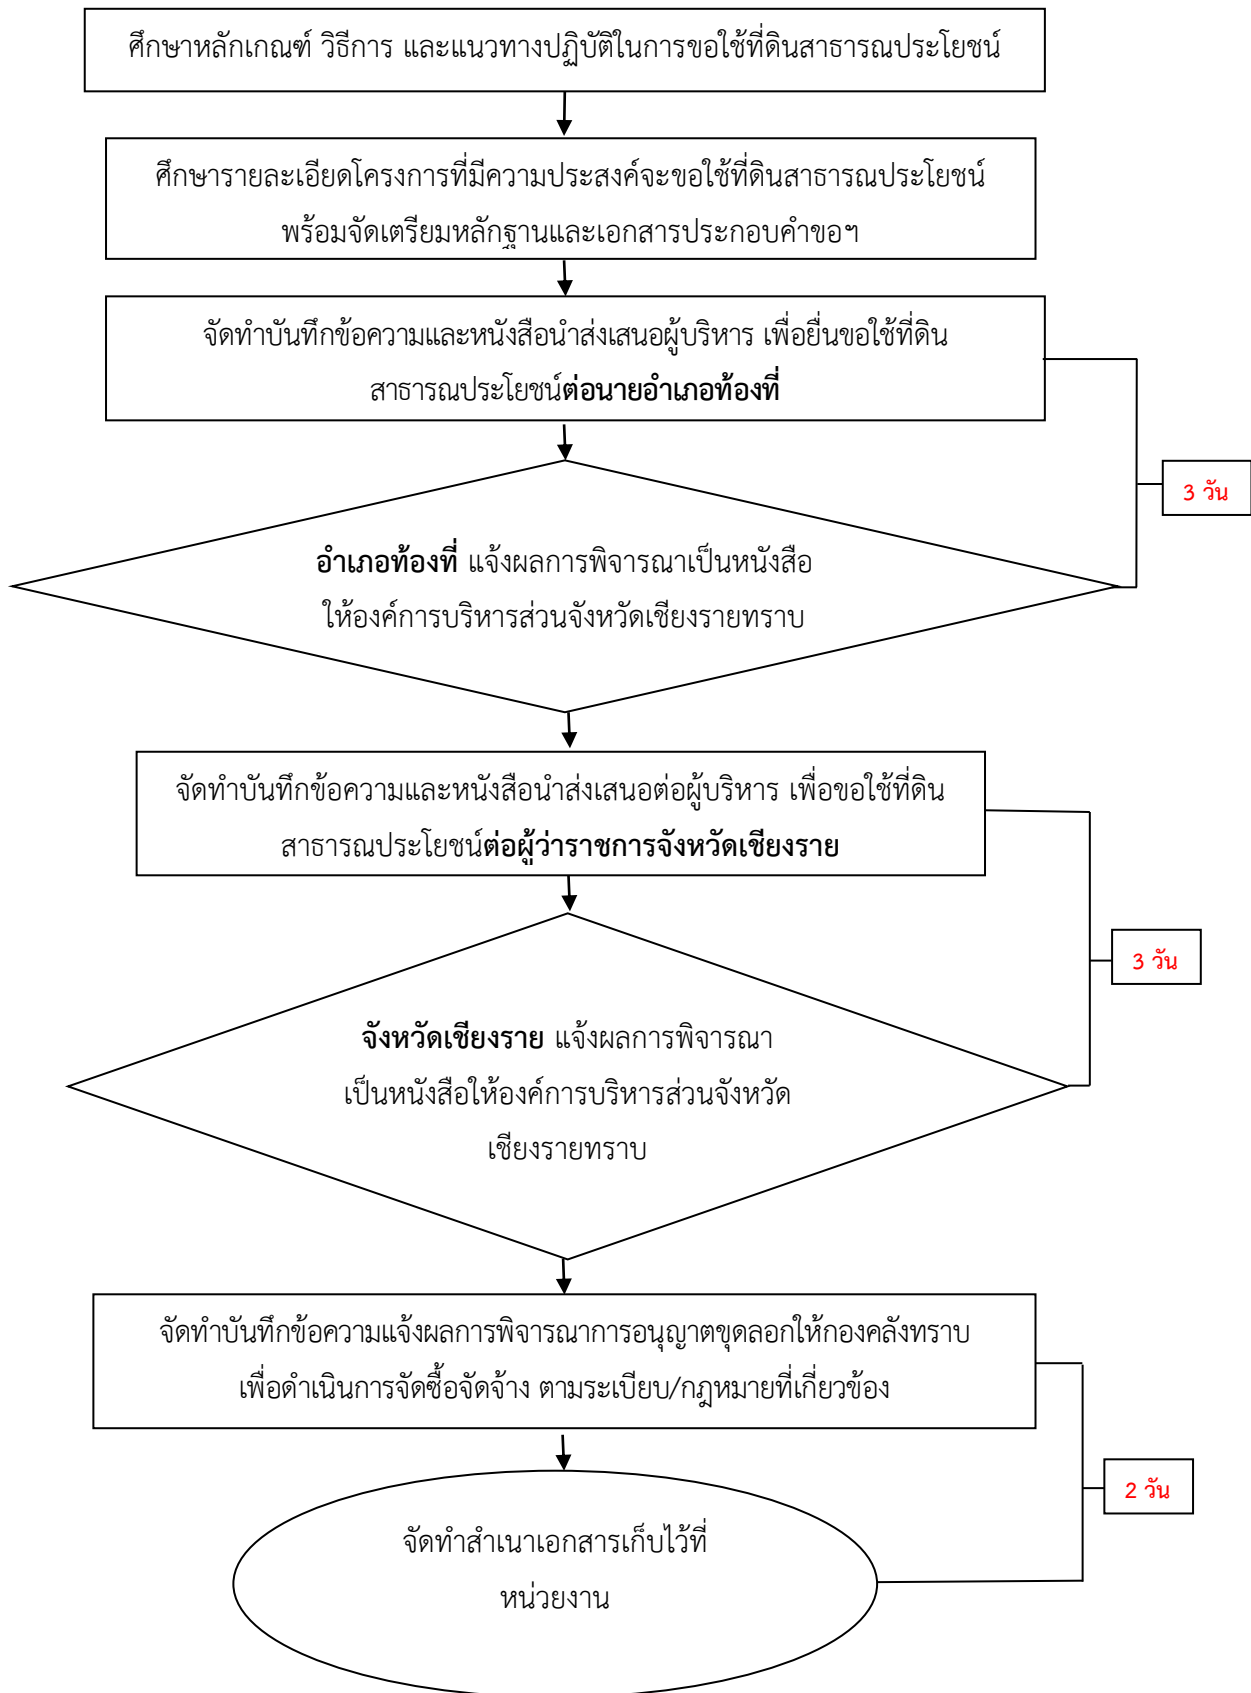 ศึกษาหลักเกณฑ์ วิธีการ และแนวทางปฏิบัติในการขอใช้ที่ดินสาธารณประโยชน์
ศึกษารายละเอียดโครงการที่มีความประสงค์จะขอใช้ที่ดินสาธารณประโยชน์
พร้อมจัดเตรียมหลักฐานและเอกสารประกอบคำขอฯ
จัดทำบันทึกข้อความและหนังสือนำส่งเสนอผู้บริหาร เพื่อยื่นขอใช้ที่ดิน
สาธารณประโยชน์ต่อนายอำเภอท้องที่
3 วัน
อำเภอท้องที่ แจ้งผลการพิจารณาเป็นหนังสือ
ให้องค์การบริหารส่วนจังหวัดเชียงรายทราบ
จัดทำบันทึกข้อความและหนังสือนำส่งเสนอต่อผู้บริหาร เพื่อขอใช้ที่ดิน
สาธารณประโยชน์ต่อผู้ว่าราชการจังหวัดเชียงราย
3 วัน
จังหวัดเชียงราย แจ้งผลการพิจารณา
เป็นหนังสือให้องค์การบริหารส่วนจังหวัด
เชียงรายทราบ
จัดทำบันทึกข้อความแจ้งผลการพิจารณาการอนุญาตขุดลอกให้กองคลังทราบ
เพื่อดำเนินการจัดซื้อจัดจ้าง ตามระเบียบ/กฎหมายที่เกี่ยวข้อง
2 วัน
จัดทำสำเนาเอกสารเก็บไว้ที่
หน่วยงาน